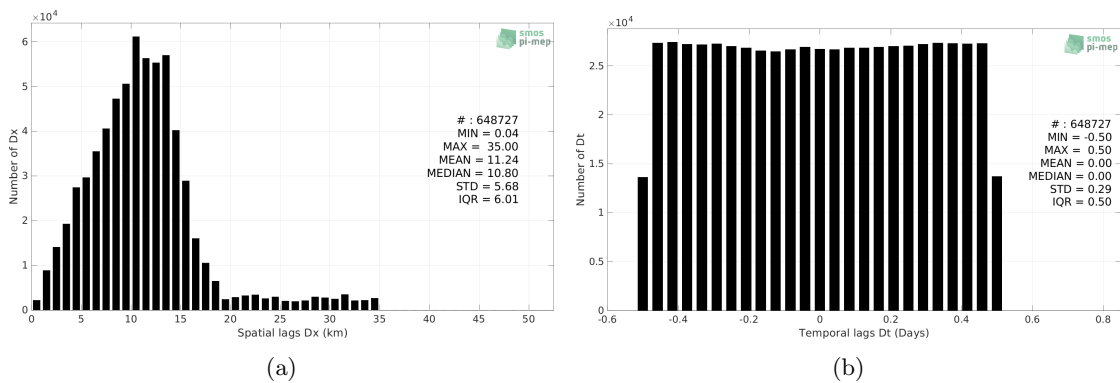 ×10⁴
6
5
4
3
2
1
0
Number of Dx
0 5 10 15 20 25 30 35 40 45 50
Spatial lags Dx (km)
smos
pi-mep
# : 648727
MIN = 0.04
MAX = 35.00
MEAN = 11.24
MEDIAN = 10.80
STD = 5.68
IQR = 6.01
(a)
×10⁴
2.5
2
1.5
1
0.5
0
Number of Dt
-0.6 -0.4 -0.2 0 0.2 0.4 0.6 0.8
Temporal lags Dt (Days)
smos
pi-mep
# : 648727
MIN = -0.50
MAX = 0.50
MEAN = 0.00
MEDIAN = 0.00
STD = 0.29
IQR = 0.50
(b)